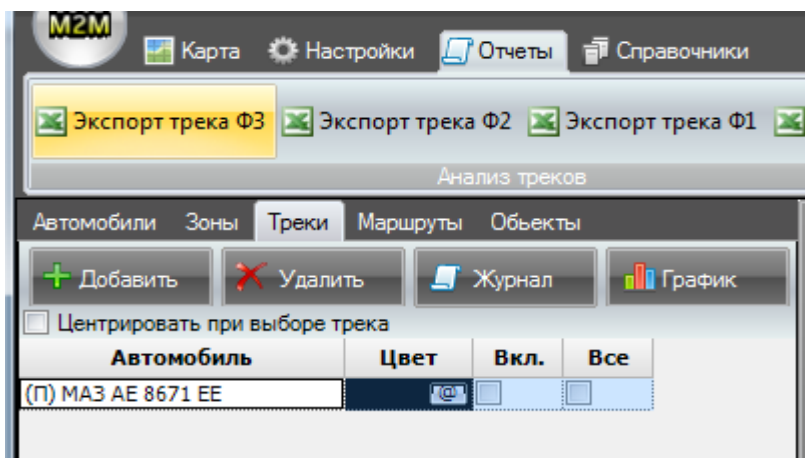 M2M
Карта Настройки Отчеты Справочники
Экспорт трека Ф3 Экспорт трека Ф2 Экспорт трека Ф1
Анализ треков
Автомобили Зоны Треки Маршруты Обьекты
Добавить Удалить Журнал График
Центрировать при выборе трека
Автомобиль Цвет Вкл. Все
(П) МАЗ АЕ 8671 ЕЕ @